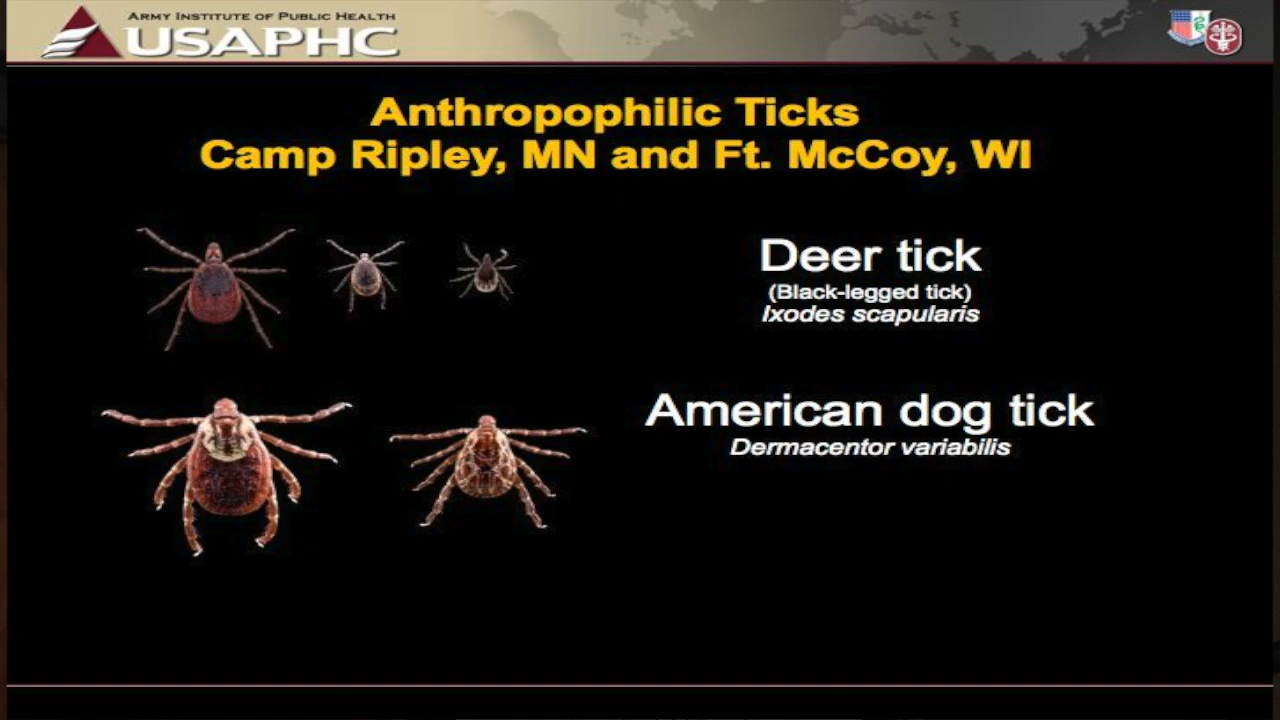 ARMY INSTITUTE OF PUBLIC HEALTH
USAPHC
Anthropophilic Ticks
Camp Ripley, MN and Ft. McCoy, WI
Deer tick
(Black-legged tick)
Ixodes scapularis
American dog tick
Dermacentor variabilis